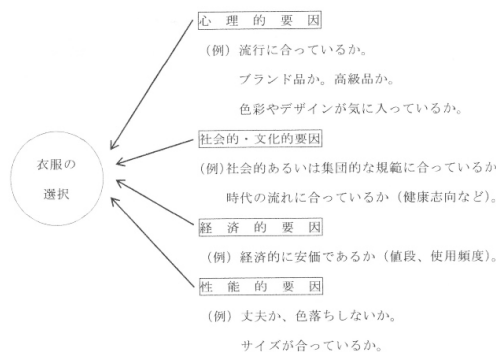 心理的要因
(例) 流行に合っているか。
ブランド品か。高級品か。
色彩やデザインが気に入っているか。
社会的・文化的要因
(例)社会的あるいは集団的な規範に合っているか
時代の流れに合っているか(健康志向など)。
衣服の
選択
経済的要因
(例) 経済的に安価であるか(値段、使用頻度)。
性能的要因
(例) 丈夫か、色落ちしないか。
サイズが合っているか。